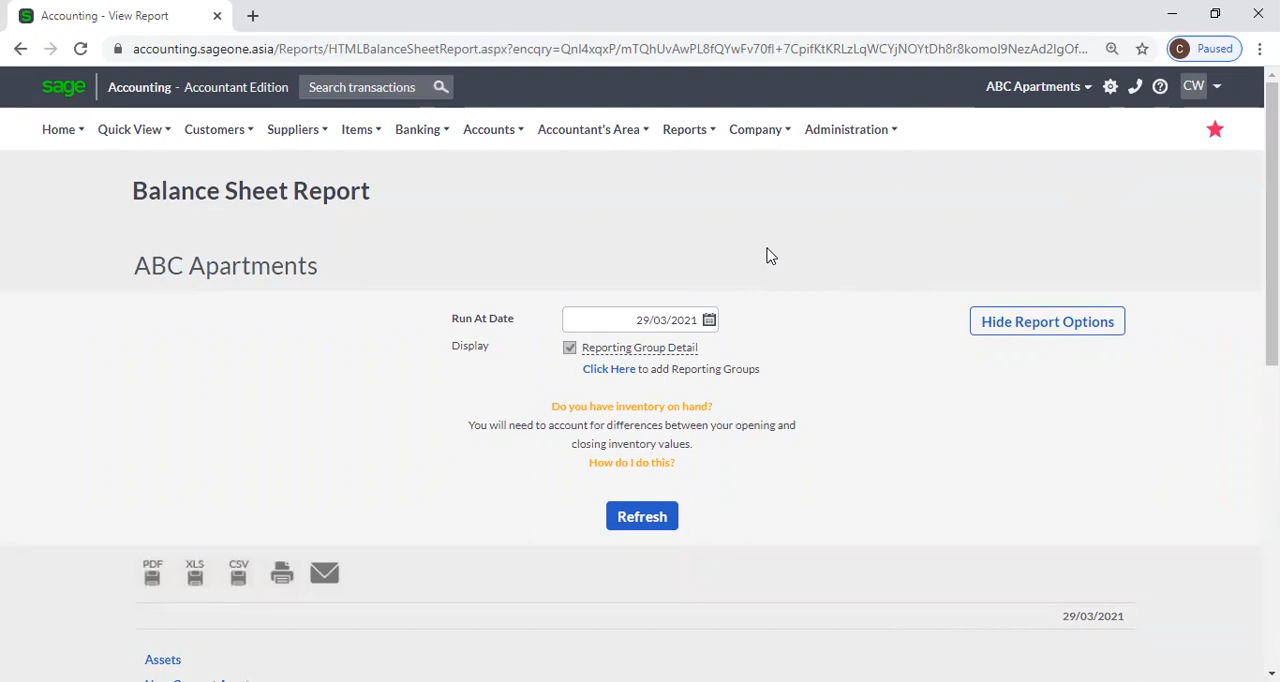 Accounting - View Report
accounting.sageone.asia/Reports/HTMLBalanceSheetReport.aspx?encqry=QnI4xqxP/mTQhUvAwPL8fQYwFv70fl+7CpifKtKRLzLqWCYjNOYtDh8r8komoI9NezAd2IgOf...
C Paused
sage Accounting - Accountant Edition Search transactions ABC Apartments CW
Home Quick View Customers Suppliers Items Banking Accounts Accountant's Area Reports Company Administration
Balance Sheet Report
ABC Apartments
Run At Date 29/03/2021 Hide Report Options
Display Reporting Group Detail
Click Here to add Reporting Groups
Do you have inventory on hand?
You will need to account for differences between your opening and
closing inventory values.
How do I do this?
Refresh
PDF XLS CSV
29/03/2021
Assets